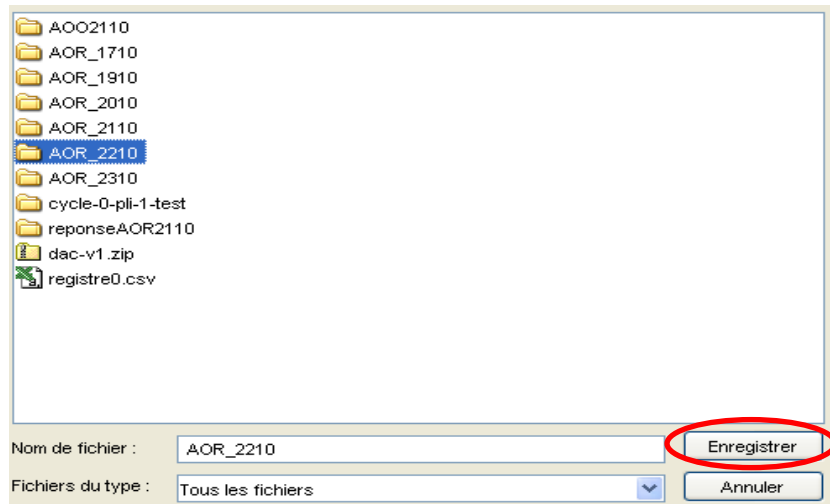 AOO2110
AOR_1710
AOR_1910
AOR_2010
AOR_2110
AOR_2210
AOR_2310
cycle-0-pli-1-test
reponseAOR2110
dac-v1.zip
registre0.csv
Nom de fichier : AOR_2210 Enregistrer
Fichiers du type : Tous les fichiers Annuler